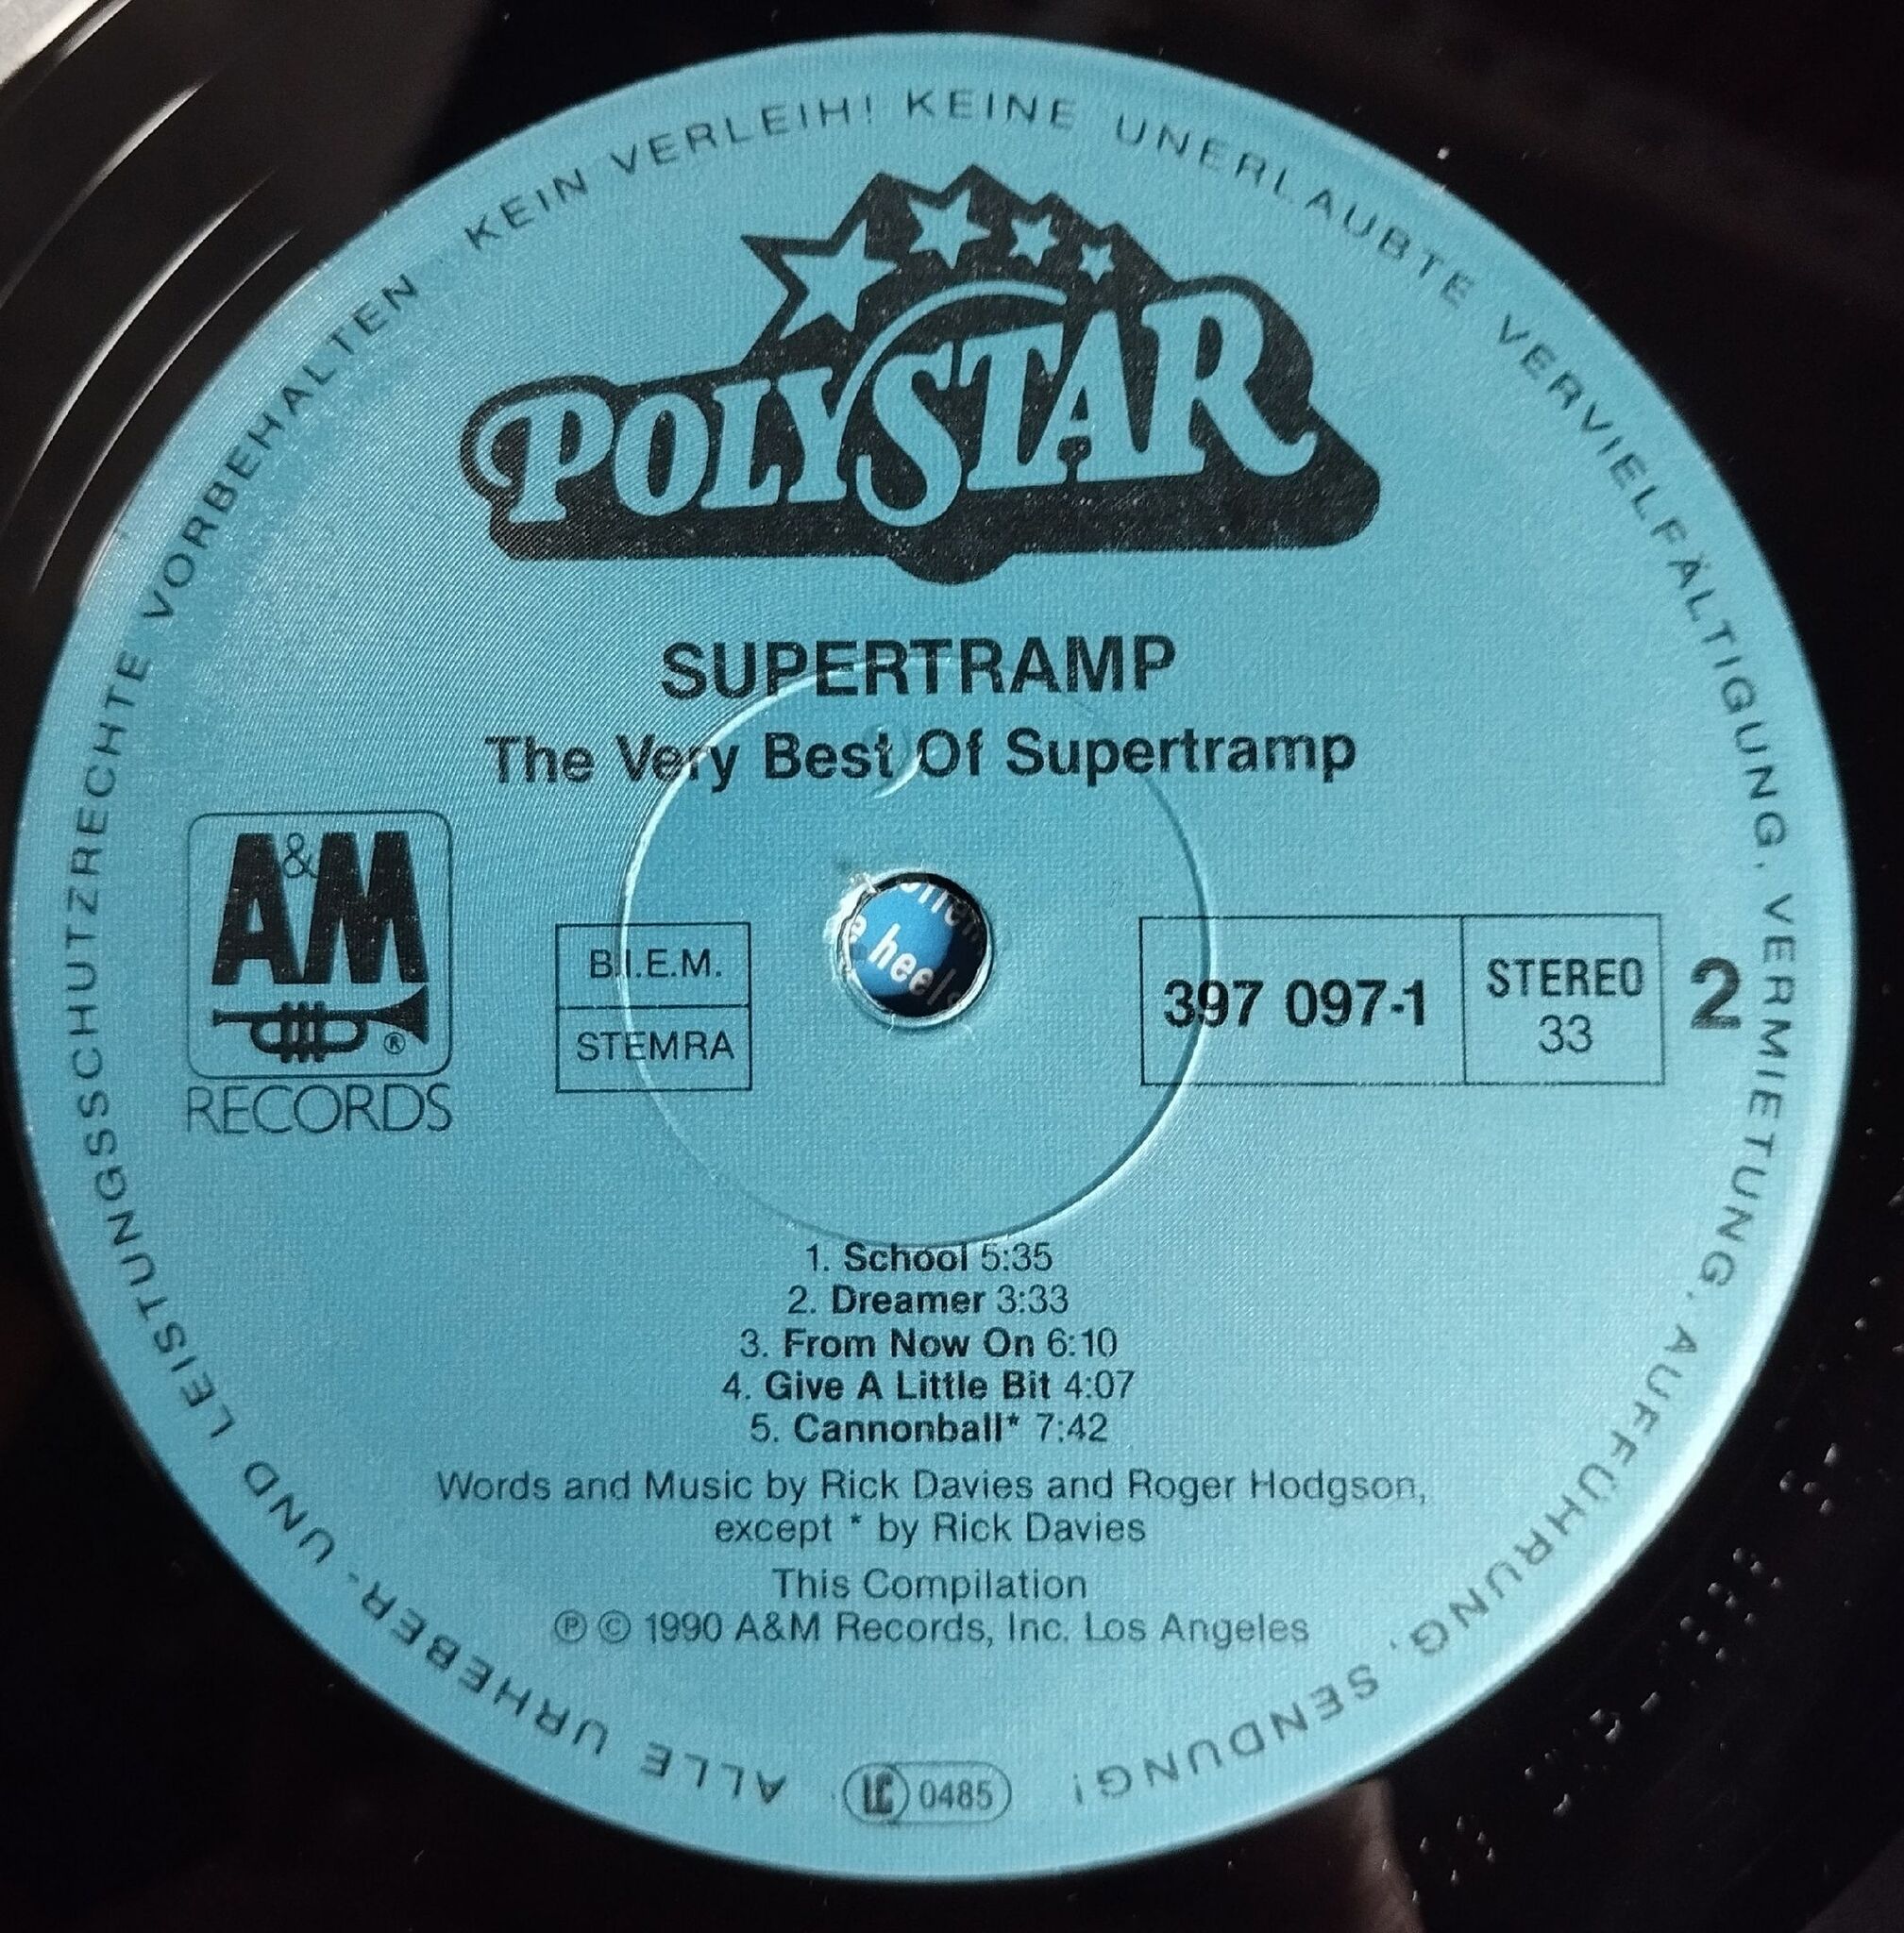 ALLE URHEBER- UND LEISTUNGSSCHUTZRECHTE VORBEHALTEN · KEIN VERLEIH! KEINE UNERLAUBTE VERVIELFÄLTIGUNG, VERMIETUNG, AUFFÜHRUNG, SENDUNG!
POLYSTAR
SUPERTRAMP
The Very Best Of Supertramp
A&M
®
RECORDS
B.I.E.M.
STEMRA
heels
397 097-1
STEREO
33
2
1. School 5:35
2. Dreamer 3:33
3. From Now On 6:10
4. Give A Little Bit 4:07
5. Cannonball* 7:42
Words and Music by Rick Davies and Roger Hodgson,
except * by Rick Davies
This Compilation
℗ © 1990 A&M Records, Inc. Los Angeles
LC 0485